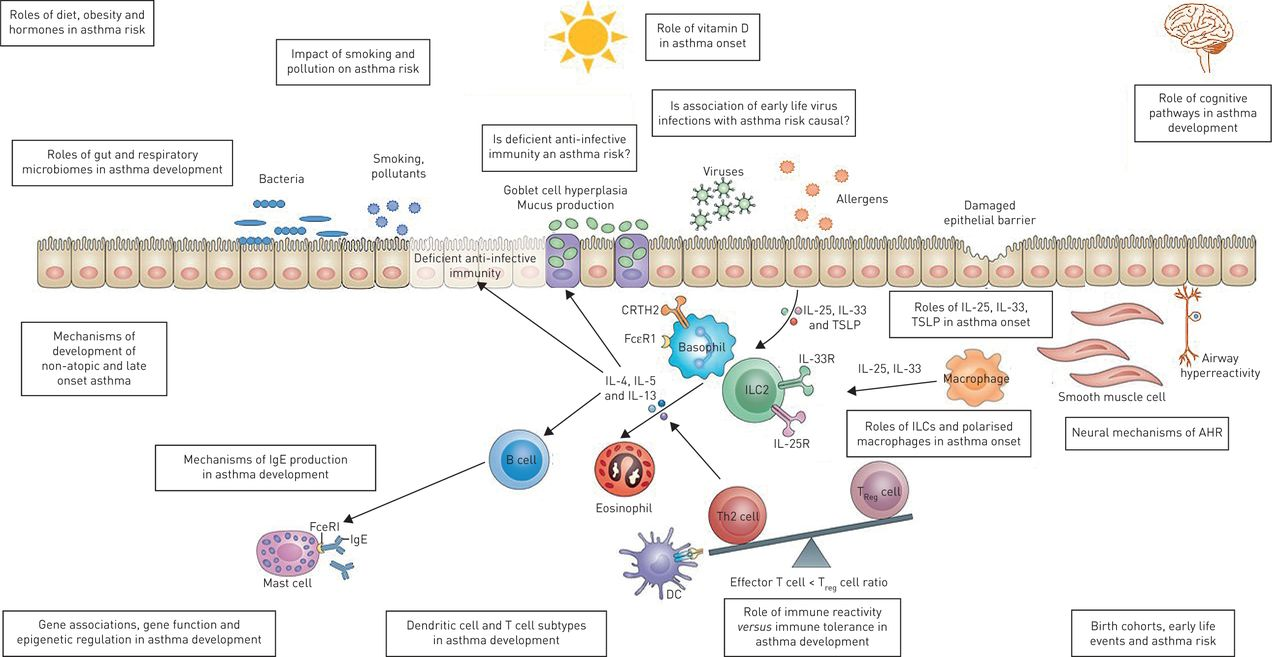 Roles of diet, obesity and
hormones in asthma risk
Impact of smoking and
pollution on asthma risk
Role of vitamin D
in asthma onset
Is association of early life virus
infections with asthma risk causal?
Role of cognitive
pathways in asthma
development
Is deficient anti-infective
immunity an asthma risk?
Roles of gut and respiratory
microbiomes in asthma development
Bacteria
Smoking,
pollutants
Goblet cell hyperplasia
Mucus production
Viruses
Allergens
Damaged
epithelial barrier
Deficient anti-infective
immunity
CRTH2
FcεR1
Basophil
IL-25, IL-33
and TSLP
Roles of IL-25, IL-33,
TSLP in asthma onset
Mechanisms of
development of
non-atopic and late
onset asthma
IL-4, IL-5
and IL-13
ILC2
IL-33R
IL-25R
IL-25, IL-33
Macrophage
Smooth muscle cell
Airway
hyperreactivity
Roles of ILCs and polarised
macrophages in asthma onset
Neural mechanisms of AHR
Mechanisms of IgE production
in asthma development
B cell
Eosinophil
Th2 cell
TReg cell
FceRI
IgE
Mast cell
DC
Effector T cell < Treg cell ratio
Gene associations, gene function and
epigenetic regulation in asthma development
Dendritic cell and T cell subtypes
in asthma development
Role of immune reactivity
versus immune tolerance in
asthma development
Birth cohorts, early life
events and asthma risk